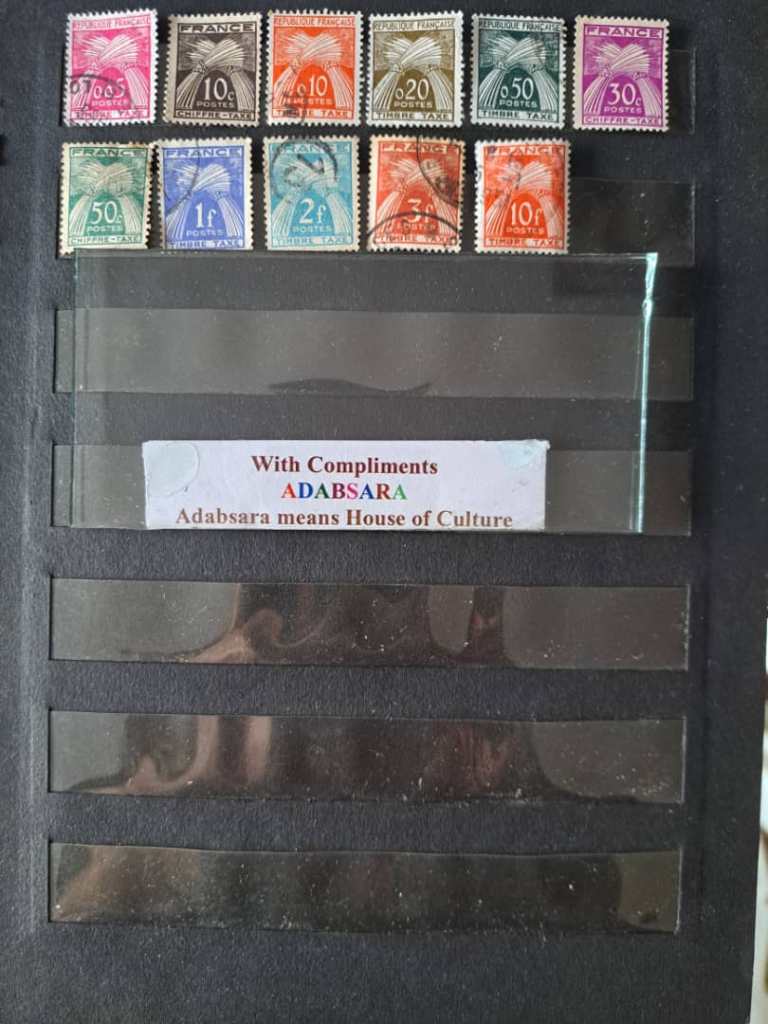 REPUBLIQUE FRANÇAISE
0,05
POSTES
TIMBRE TAXE
FRANCE
10c
POSTES
CHIFFRE-TAXE
REPUBLIQUE FRANÇAISE
0,10
POSTES
TIMBRE TAXE
REPUBLIQUE FRANÇAISE
0,20
POSTES
TIMBRE TAXE
REPUBLIQUE FRANÇAISE
0,50
POSTES
TIMBRE TAXE
FRANCE
30c
POSTES
CHIFFRE-TAXE
FRANCE
50c
POSTES
CHIFFRE-TAXE
FRANCE
1f
POSTES
TIMBRE TAXE
FRANCE
2f
POSTES
TIMBRE TAXE
FRANCE
3f
POSTES
TIMBRE TAXE
FRANCE
10f
POSTES
TIMBRE TAXE
With Compliments
ADABSARA
Adabsara means House of Culture